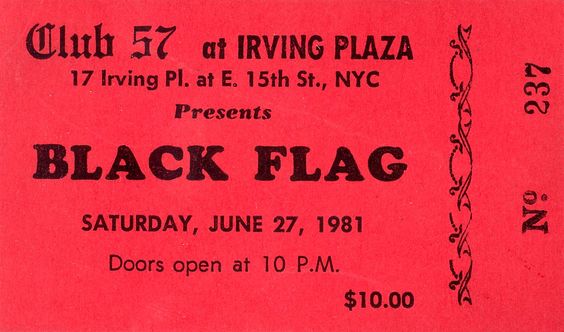 Club 57 at IRVING PLAZA
17 Irving Pl. at E. 15th St., NYC
Presents
BLACK FLAG
SATURDAY, JUNE 27, 1981
Doors open at 10 P.M.
$10.00
Nº 237